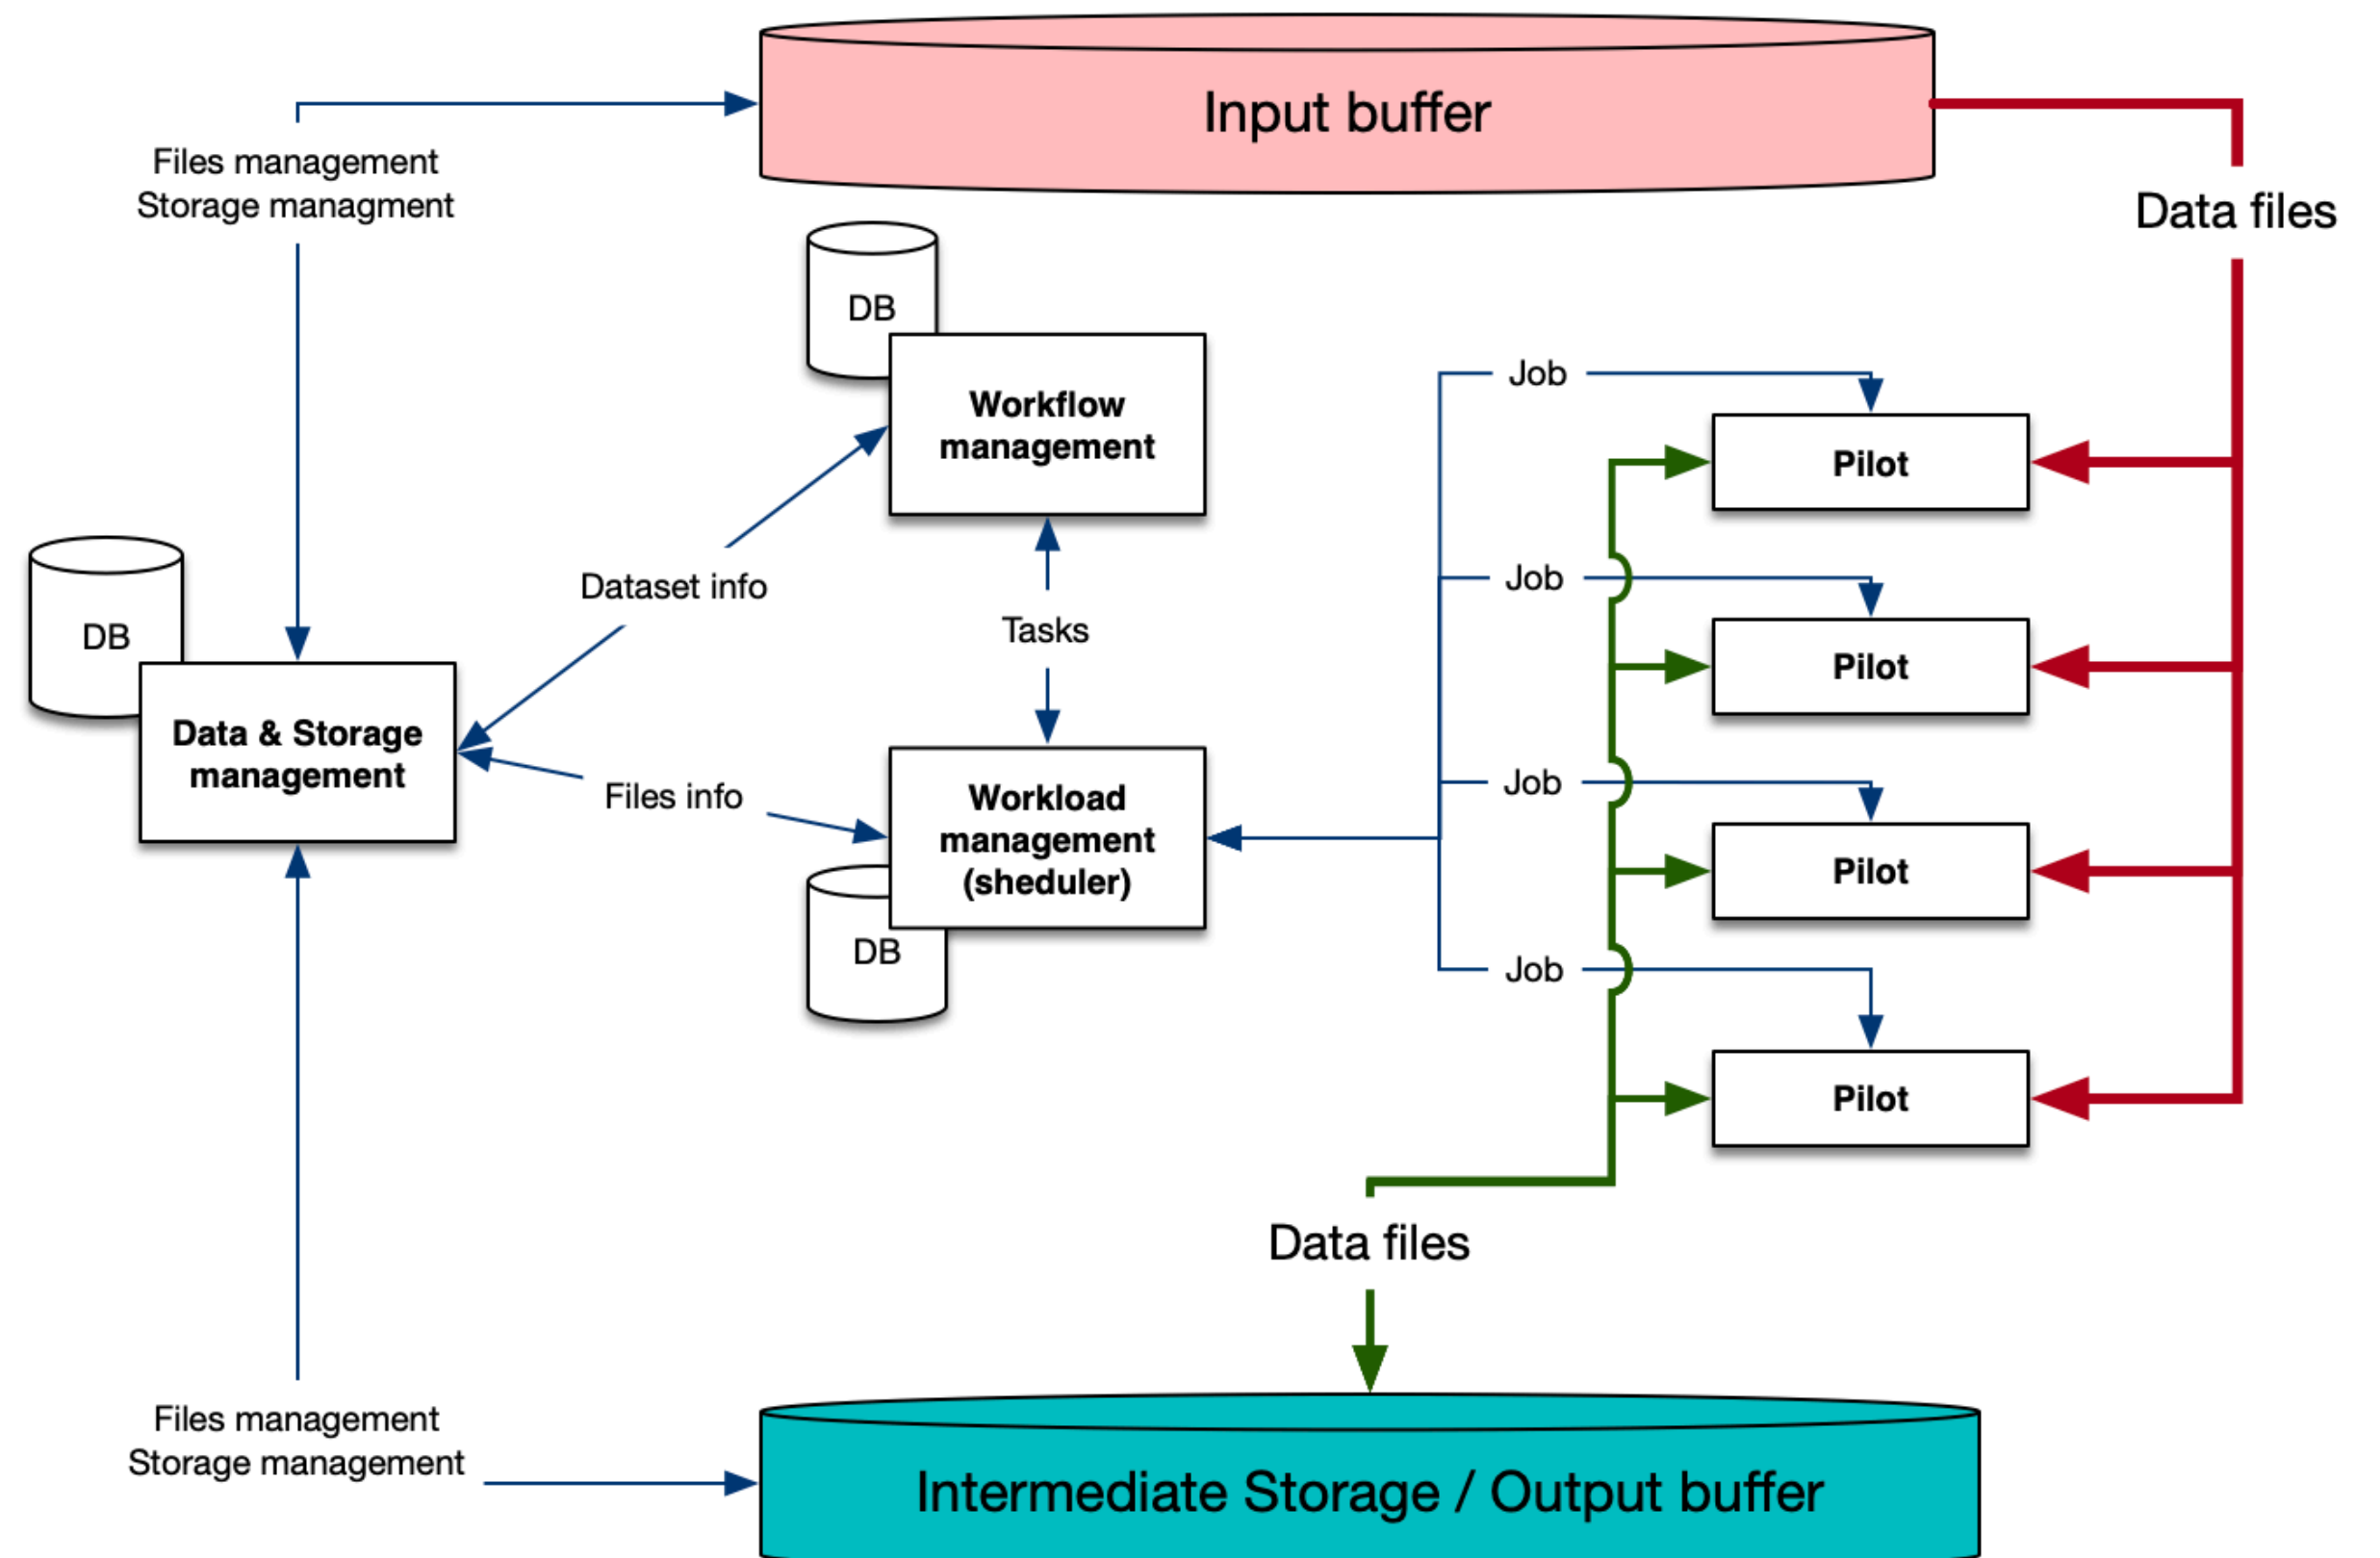 Input buffer
Files management
Storage managment
Data files
DB
Workflow
management
Job
Pilot
Job
Dataset info
Tasks
DB
Pilot
Data & Storage
management
Files info
Workload
management
(sheduler)
Job
Pilot
DB
Job
Pilot
Data files
Files management
Storage management
Intermediate Storage / Output buffer